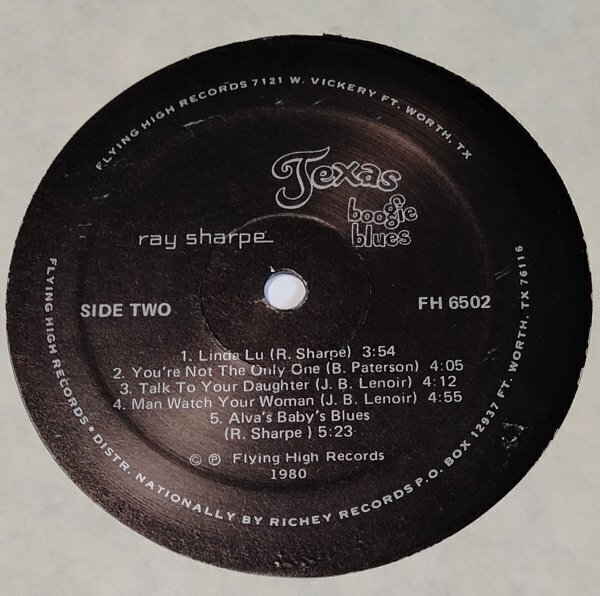 FLYING HIGH RECORDS 7121 W. VICKERY FT. WORTH, TX
Texas
boogie
blues
ray sharpe
SIDE TWO
FH 6502
1. Linda Lu (R. Sharpe) 3:54
2. You're Not The Only One (B. Paterson) 4:05
3. Talk To Your Daughter (J. B. Lenoir) 4:12
4. Man Watch Your Woman (J. B. Lenoir) 4:55
5. Alva's Baby's Blues
(R. Sharpe ) 5:23
© ℗ Flying High Records
1980
FLYING HIGH RECORDS • DISTR. NATIONALLY BY RICHEY RECORDS P.O. BOX 12937 FT. WORTH, TX 76116